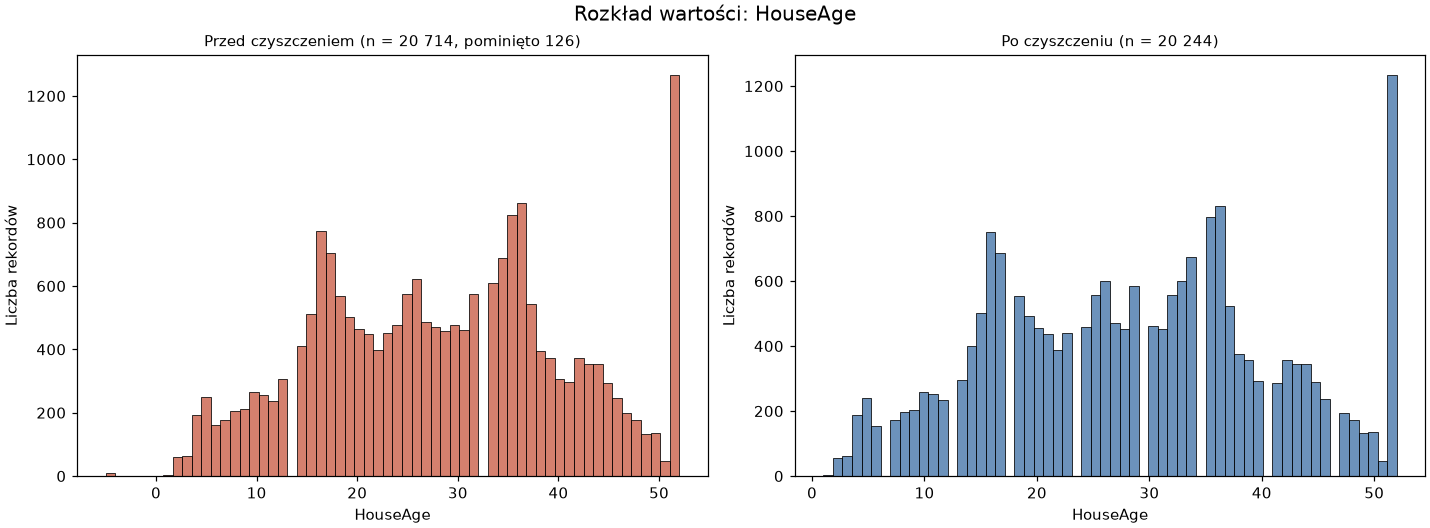 Rozkład wartości: HouseAge
Przed czyszczeniem (n = 20 714, pominięto 126)
Liczba rekordów
1200
1000
800
600
400
200
0
0 10 20 30 40 50
HouseAge
Po czyszczeniu (n = 20 244)
Liczba rekordów
1200
1000
800
600
400
200
0
0 10 20 30 40 50
HouseAge